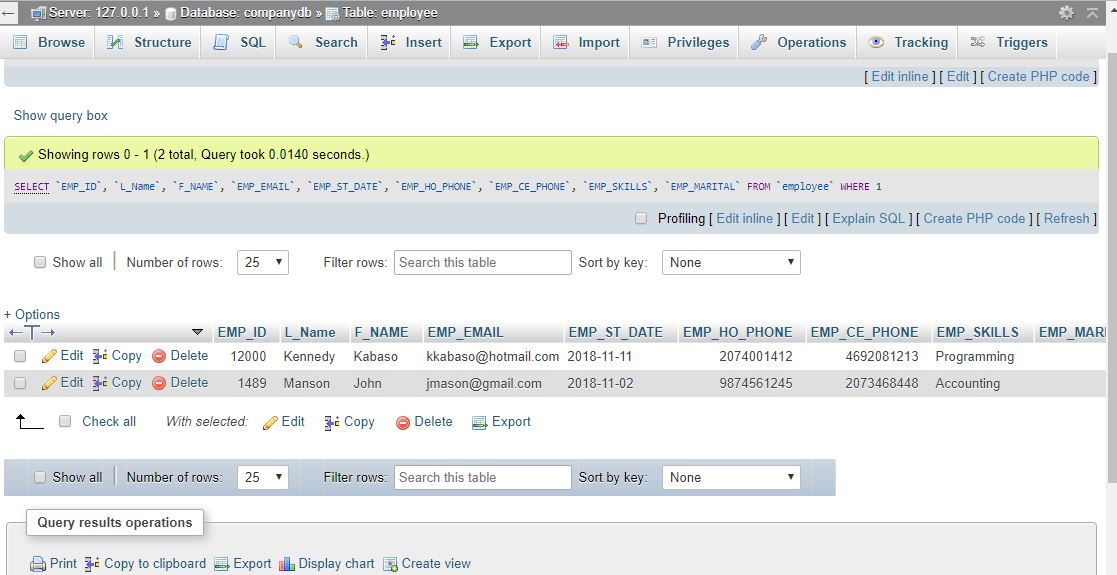 Server: 127.0.0.1 » Database: companydb » Table: employee
Browse Structure SQL Search Insert Export Import Privileges Operations Tracking Triggers
[ Edit inline ] [ Edit ] [ Create PHP code ]
Show query box
Showing rows 0 - 1 (2 total, Query took 0.0140 seconds.)
SELECT `EMP_ID`, `L_Name`, `F_NAME`, `EMP_EMAIL`, `EMP_ST_DATE`, `EMP_HO_PHONE`, `EMP_CE_PHONE`, `EMP_SKILLS`, `EMP_MARITAL` FROM `employee` WHERE 1
Profiling [ Edit inline ] [ Edit ] [ Explain SQL ] [ Create PHP code ] [ Refresh ]
Show all Number of rows: 25 Filter rows: Search this table Sort by key: None
+ Options
←T→ EMP_ID L_Name F_NAME EMP_EMAIL EMP_ST_DATE EMP_HO_PHONE EMP_CE_PHONE EMP_SKILLS EMP_MARI
Edit Copy Delete 12000 Kennedy Kabaso kkabaso@hotmail.com 2018-11-11 2074001412 4692081213 Programming
Edit Copy Delete 1489 Manson John jmason@gmail.com 2018-11-02 9874561245 2073468448 Accounting
Check all With selected: Edit Copy Delete Export
Show all Number of rows: 25 Filter rows: Search this table Sort by key: None
Query results operations
Print Copy to clipboard Export Display chart Create view